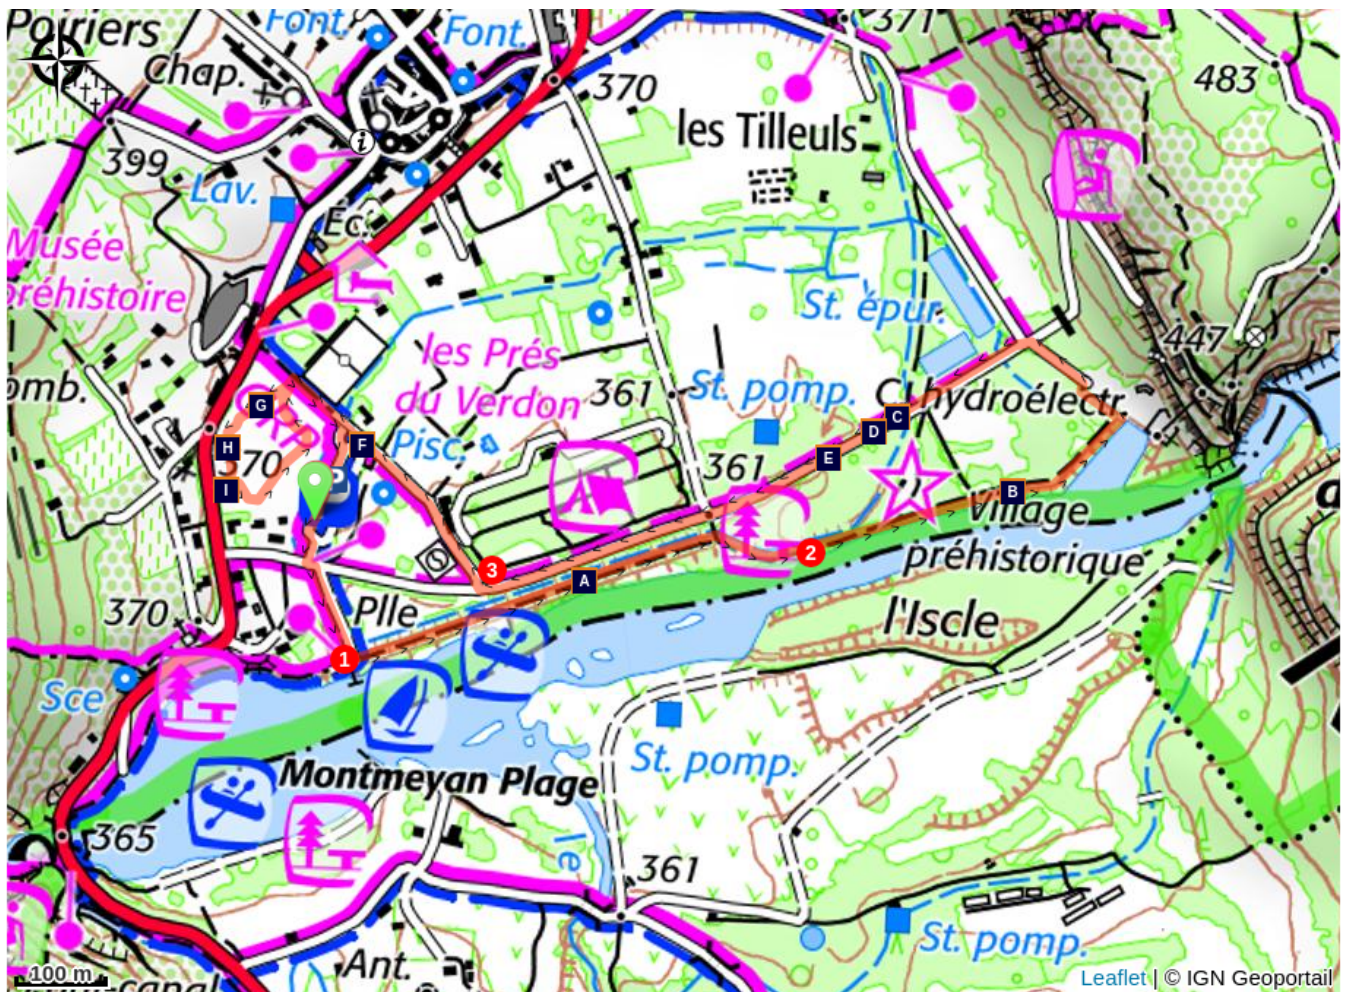 Poiriers
Font.
Font.
371
Chap.
370
483
les Tilleuls
i
399
Lav.
Ec.
Musée
préhistoire
St. épur.
447
les Prés
du Verdon
361
St. pomp.
C. hydroélectr.
omb.
G
C
D
H
F
Pisc.
E
370
P
361
I
B
Village
préhistorique
2
3
A
370
Plle
l'Iscle
1
Sce
St. pomp.
Montmeyan Plage
365
le
361
St. pomp.
Ant.
100 m
canal
Leaflet | © IGN Geoportail